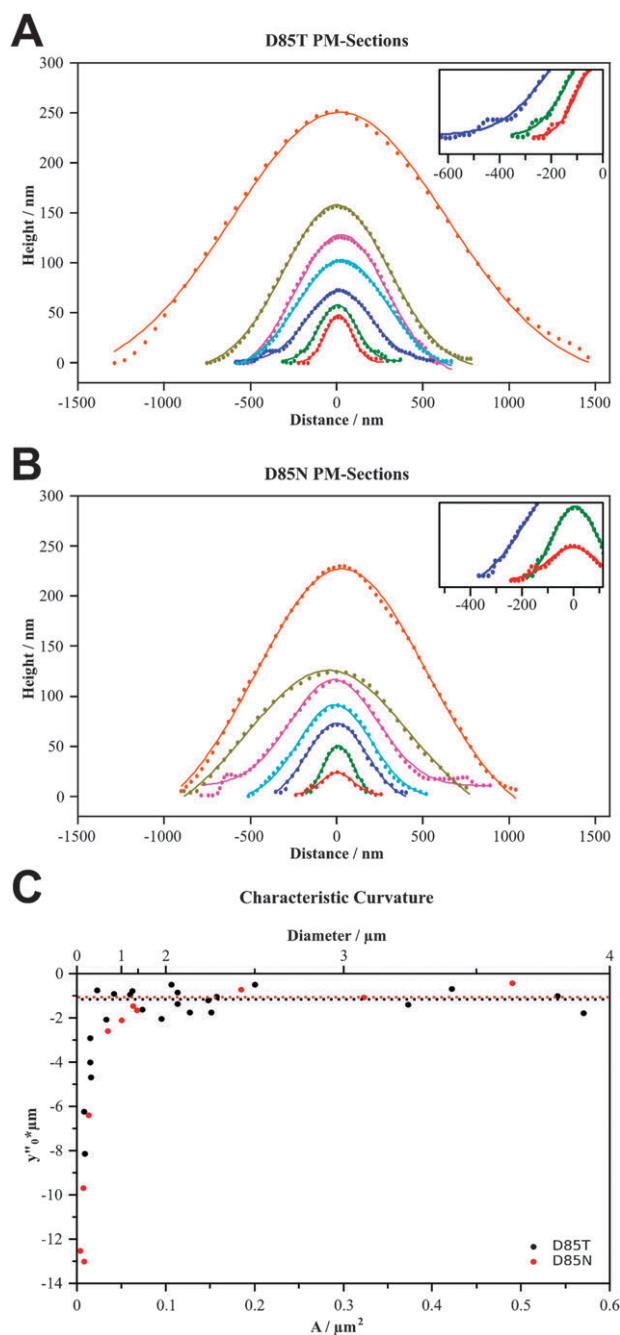 A
D85T PM-Sections
300
250
200
150
100
50
0
Height / nm
-600 -400 -200 0
-1500 -1000 -500 0 500 1000 1500
Distance / nm
B
D85N PM-Sections
300
250
200
150
100
50
0
Height / nm
-400 -200 0
-1500 -1000 -500 0 500 1000 1500
Distance / nm
C
Characteristic Curvature
Diameter / µm
0 1 2 3 4
0
-2
-4
-6
-8
-10
-12
-14
y"₀*µm
D85T
D85N
0 0.1 0.2 0.3 0.4 0.5 0.6
A / µm²